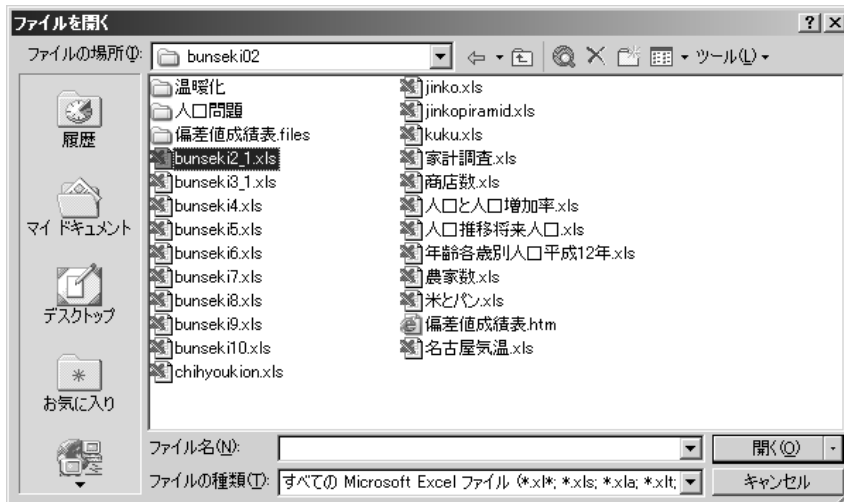 ファイルを開く
ファイルの場所(I):
bunseki02
ツール(L)
履歴
マイ ドキュメント
デスクトップ
お気に入り
温暖化
人口問題
偏差値成績表.files
bunseki2_1.xls
bunseki3_1.xls
bunseki4.xls
bunseki5.xls
bunseki6.xls
bunseki7.xls
bunseki8.xls
bunseki9.xls
bunseki10.xls
chihyoukion.xls
jinko.xls
jinkopiramid.xls
kuku.xls
家計調査.xls
商店数.xls
人口と人口増加率.xls
人口推移将来人口.xls
年齢各歳別人口平成12年.xls
農家数.xls
米とパン.xls
偏差値成績表.htm
名古屋気温.xls
ファイル名(N):
開く(O)
ファイルの種類(T):
すべての Microsoft Excel ファイル (*.xl*; *.xls; *.xla; *.xlt;
キャンセル